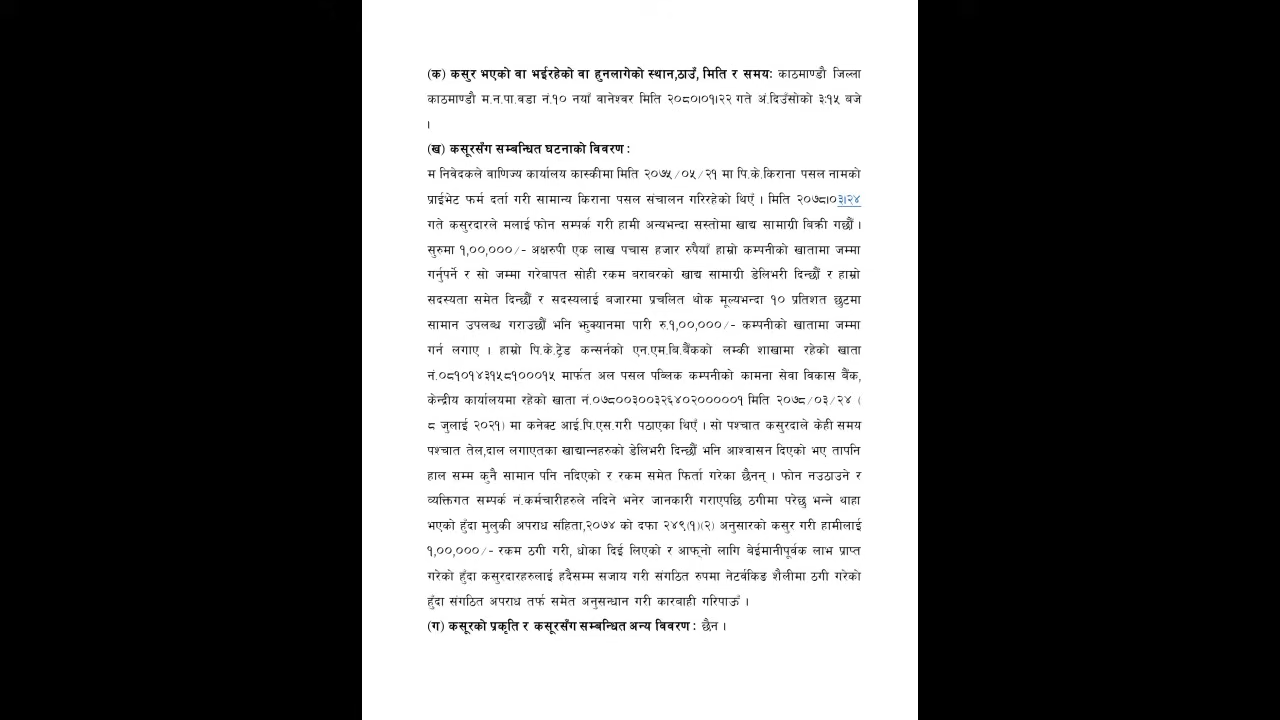 (क) कसुर भएको वा भईरहेको वा हुनलागेको स्थान,ठाउँ, मिति र समय: काठमाण्डौ जिल्ला
काठमाण्डौ म.न.पा.वडा नं.१० नयाँ वानेश्वर मिति २०८०।०१।२२ गते अं.दिउँसोको ३:१५ बजे
।
(ख) कसूरसँग सम्बन्धित घटनाको विवरण :
म निवेदकले वाणिज्य कार्यालय कास्कीमा मिति २०७५/०५/२१ मा पि.के.किराना पसल नामको
प्राईभेट फर्म दर्ता गरी सामान्य किराना पसल संचालन गरिरहेको थिएँ । मिति २०७८।०३।२४
गते कसुरदारले मलाई फोन सम्पर्क गरी हामी अन्यभन्दा सस्तोमा खाद्य सामाग्री बिक्री गर्छौं ।
सुरुमा १,००,०००/- अक्षरुपी एक लाख पचास हजार रुपैयाँ हाम्रो कम्पनीको खातामा जम्मा
गर्नुपर्ने र सो जम्मा गरेबापत सोही रकम बराबरको खाद्य सामाग्री डेलिभरी दिन्छौं र हाम्रो
सदस्यता समेत दिन्छौं र सदस्यलाई बजारमा प्रचलित थोक मूल्यभन्दा १० प्रतिशत छुटमा
सामान उपलब्ध गराउछौं भनि झुक्यानमा पारी रु.१,००,०००/- कम्पनीको खातामा जम्मा
गर्न लगाए । हाम्रो पि.के.ट्रेड कन्सर्नको एन.एम.बि.बैंकको लम्की शाखामा रहेको खाता
नं.०८१०१४३१५८१०००१५ मार्फत अल पसल पब्लिक कम्पनीको कामना सेवा विकास बैंक,
केन्द्रीय कार्यालयमा रहेको खाता नं.०७८००३००३२६४०२०००००१ मिति २०७८/०३/२४ (
८ जुलाई २०२१) मा कनेक्ट आई.पि.एस.गरी पठाएका थिएँ । सो पश्चात कसुरदाले केही समय
पश्चात तेल,दाल लगाएतका खाद्यान्नहरुको डेलिभरी दिन्छौं भनि आश्वासन दिएको भए तापनि
हाल सम्म कुनै सामान पनि नदिएको र रकम समेत फिर्ता गरेका छैनन् । फोन नउठाउने र
व्यक्तिगत सम्पर्क नं.कर्मचारीहरुले नदिने भनेर जानकारी गराएपछि ठगीमा परेछु भन्ने थाहा
भएको हुँदा मुलुकी अपराध संहिता,२०७४ को दफा २४९(१)(२) अनुसारको कसुर गरी हामीलाई
१,००,०००/- रकम ठगी गरी, धोका दिई लिएको र आफ्नो लागि बेईमानीपूर्वक लाभ प्राप्त
गरेको हुँदा कसुरदारहरुलाई हदैसम्म सजाय गरी संगठित रुपमा नेटर्वकिङ शैलीमा ठगी गरेको
हुँदा संगठित अपराध तर्फ समेत अनुसन्धान गरी कारबाही गरिपाऊँ ।
(ग) कसूरको प्रकृति र कसूरसँग सम्बन्धित अन्य विवरण : छैन ।